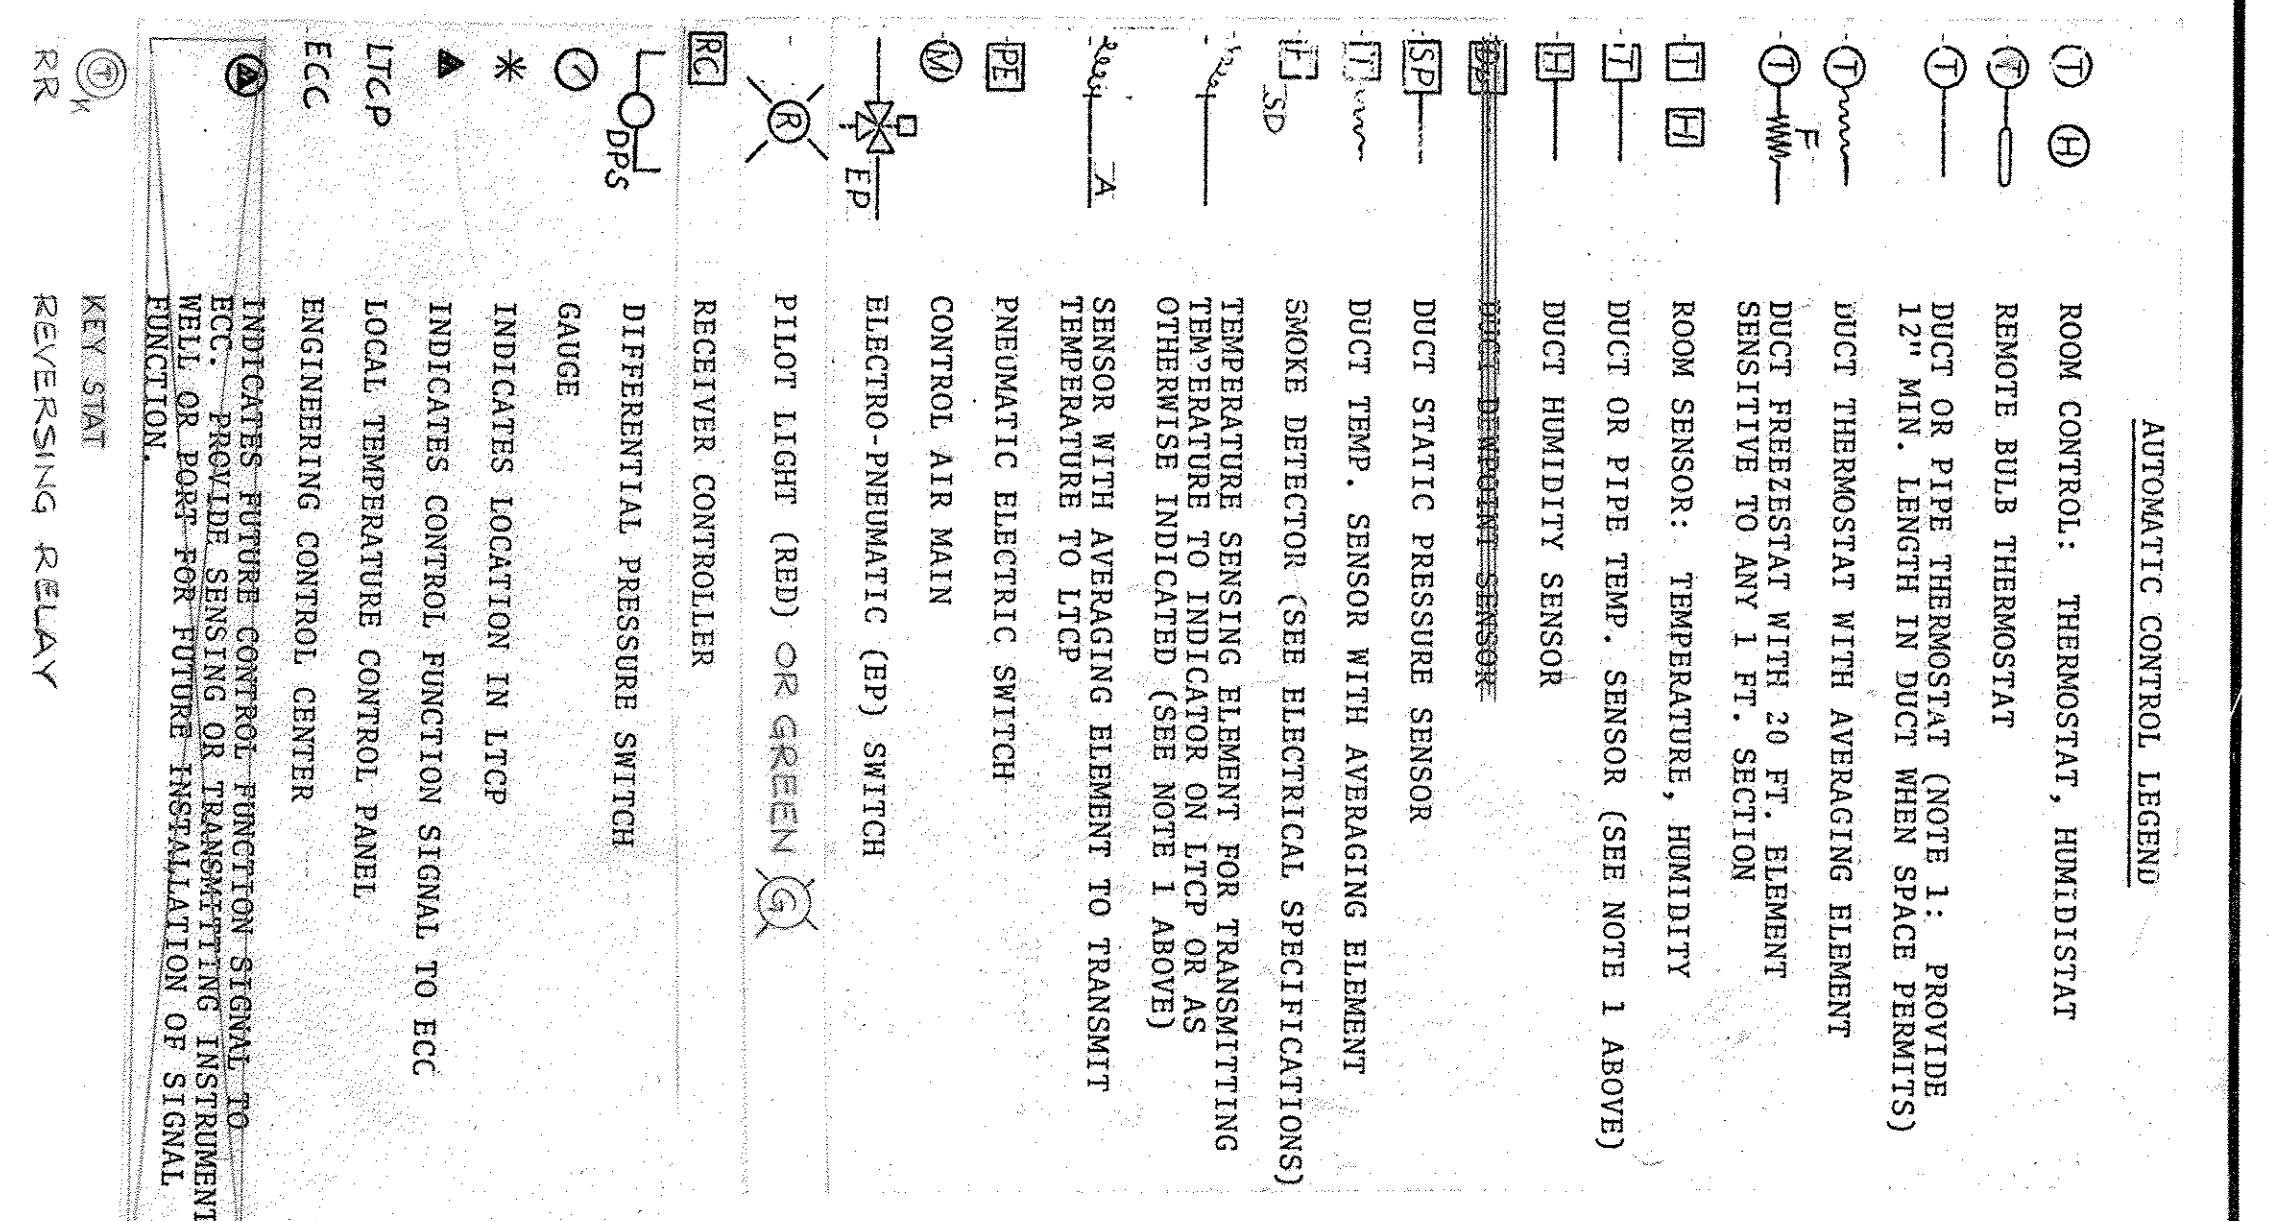 AUTOMATIC CONTROL LEGEND
T H ROOM CONTROL: THERMOSTAT, HUMIDISTAT
T REMOTE BULB THERMOSTAT
T DUCT OR PIPE THERMOSTAT (NOTE 1: PROVIDE
12" MIN. LENGTH IN DUCT WHEN SPACE PERMITS)
T DUCT THERMOSTAT WITH AVERAGING ELEMENT
T F DUCT FREEZESTAT WITH 20 FT. ELEMENT
SENSITIVE TO ANY 1 FT. SECTION
T H ROOM SENSOR: TEMPERATURE, HUMIDITY
T DUCT OR PIPE TEMP. SENSOR (SEE NOTE 1 ABOVE)
H DUCT HUMIDITY SENSOR
DP DUCT DEWPOINT SENSOR
SP DUCT STATIC PRESSURE SENSOR
T DUCT TEMP. SENSOR WITH AVERAGING ELEMENT
SD SMOKE DETECTOR (SEE ELECTRICAL SPECIFICATIONS)
TEMPERATURE SENSING ELEMENT FOR TRANSMITTING
TEMPERATURE TO INDICATOR ON LTCP OR AS
OTHERWISE INDICATED (SEE NOTE 1 ABOVE)
A SENSOR WITH AVERAGING ELEMENT TO TRANSMIT
TEMPERATURE TO LTCP
PE PNEUMATIC ELECTRIC SWITCH
M CONTROL AIR MAIN
EP ELECTRO-PNEUMATIC (EP) SWITCH
R PILOT LIGHT (RED) OR GREEN G
RC RECEIVER CONTROLLER
DPS DIFFERENTIAL PRESSURE SWITCH
GAUGE
* INDICATES LOCATION IN LTCP
INDICATES CONTROL FUNCTION SIGNAL TO ECC
LTCP LOCAL TEMPERATURE CONTROL PANEL
ECC ENGINEERING CONTROL CENTER
INDICATES FUTURE CONTROL FUNCTION SIGNAL TO
ECC. PROVIDE SENSING OR TRANSMITTING INSTRUMENT
WELL OR PORT FOR FUTURE INSTALLATION OF SIGNAL
FUNCTION.
T K KEY STAT
RR REVERSING RELAY